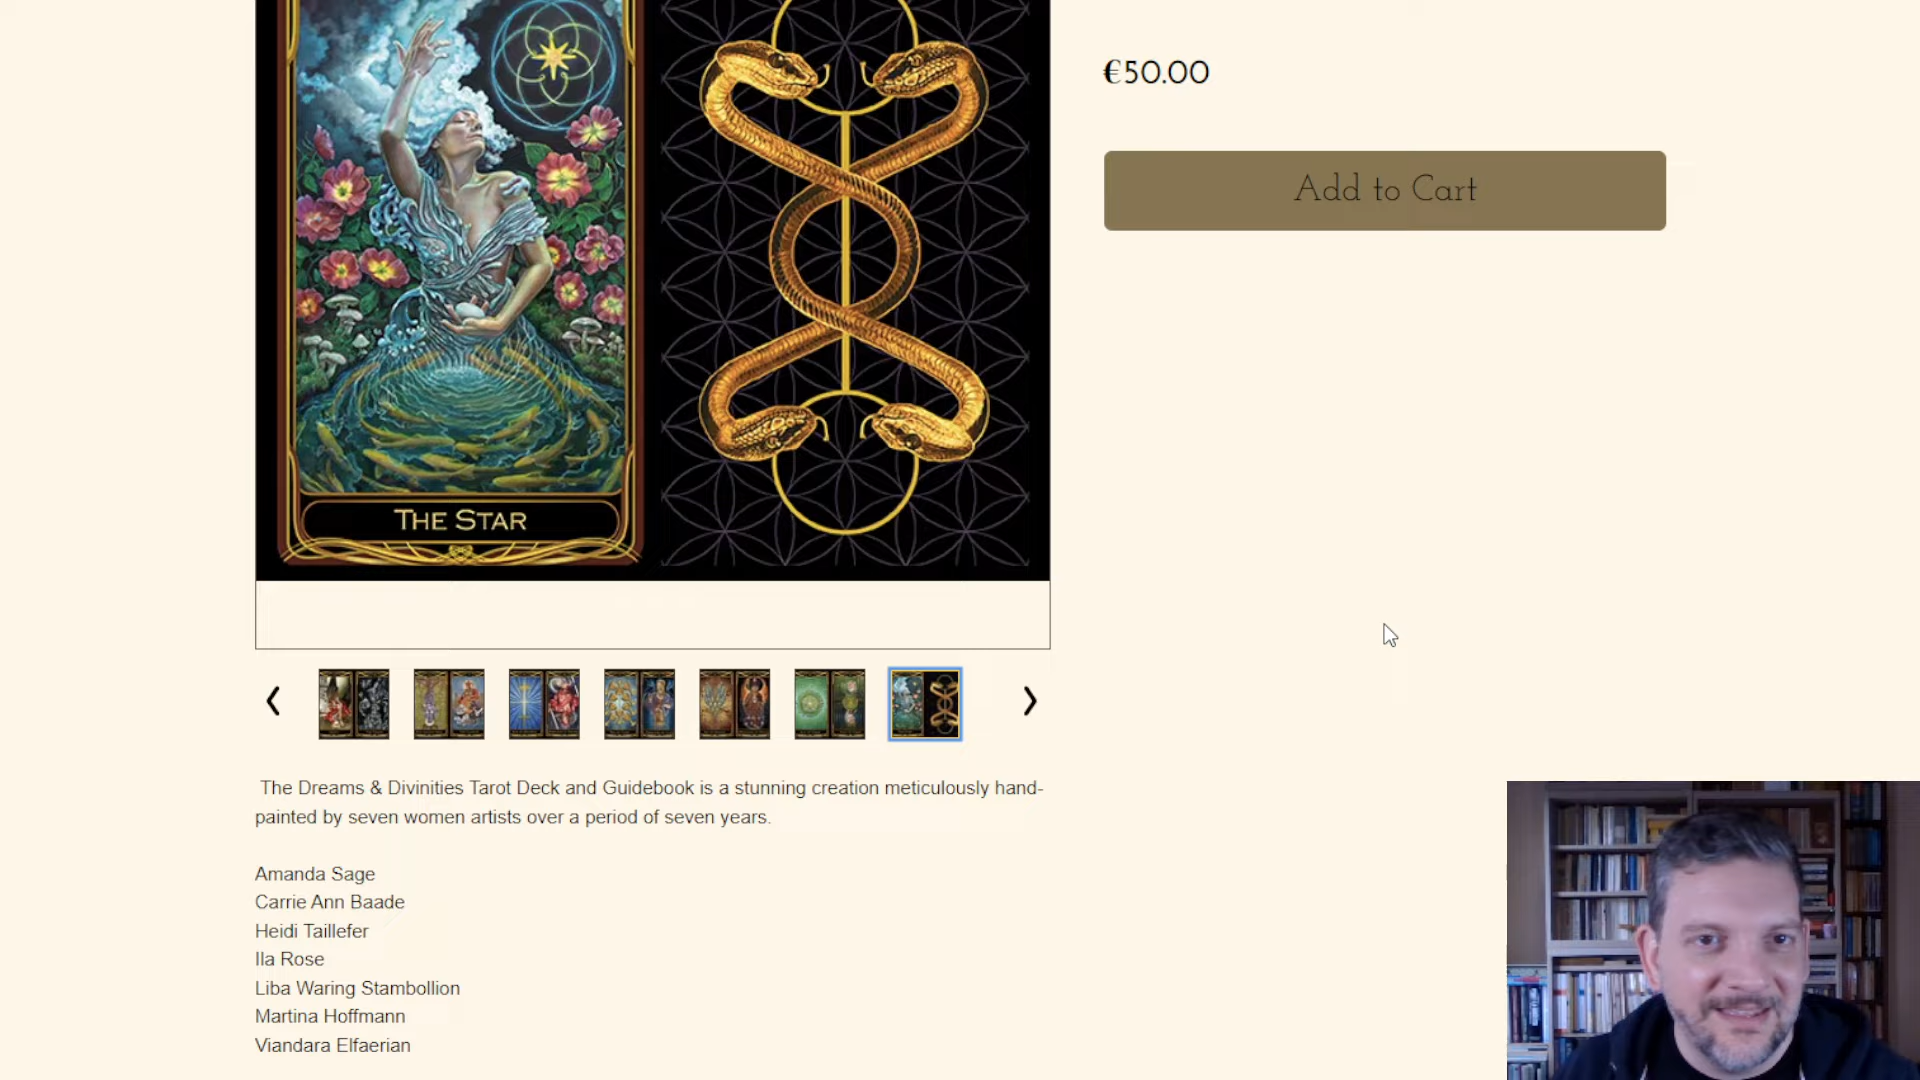 €50.00
Add to Cart
THE STAR
The Dreams & Divinities Tarot Deck and Guidebook is a stunning creation meticulously hand-
painted by seven women artists over a period of seven years.
Amanda Sage
Carrie Ann Baade
Heidi Taillefer
Ila Rose
Liba Waring Stambollion
Martina Hoffmann
Viandara Elfaerian